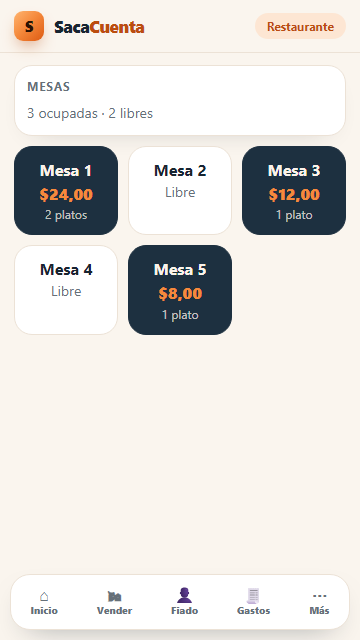 S SacaCuenta Restaurante
MESAS
3 ocupadas · 2 libres
Mesa 1
$24,00
2 platos
Mesa 2
Libre
Mesa 3
$12,00
1 plato
Mesa 4
Libre
Mesa 5
$8,00
1 plato
Inicio Vender Fiado Gastos Más